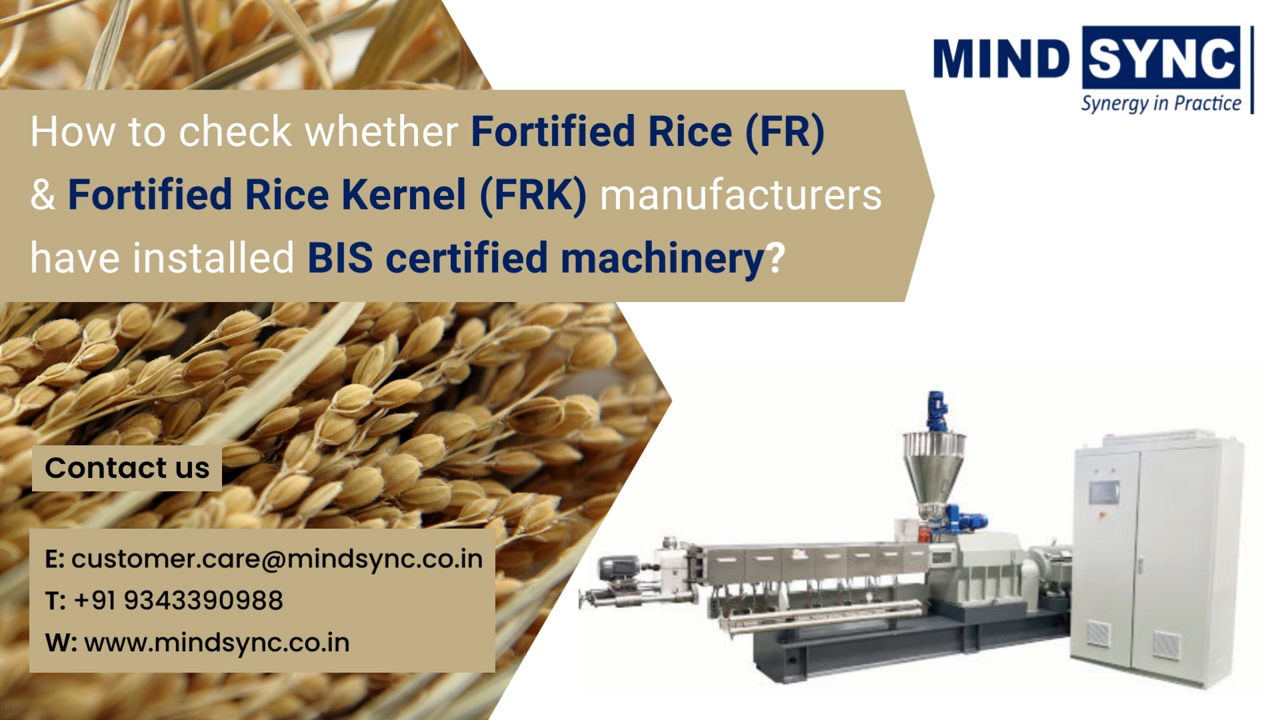 MIND SYNC
Synergy in Practice
How to check whether Fortified Rice (FR)
& Fortified Rice Kernel (FRK) manufacturers
have installed BIS certified machinery?
Contact us
E: customer.care@mindsync.co.in
T: +91 9343390988
W: www.mindsync.co.in